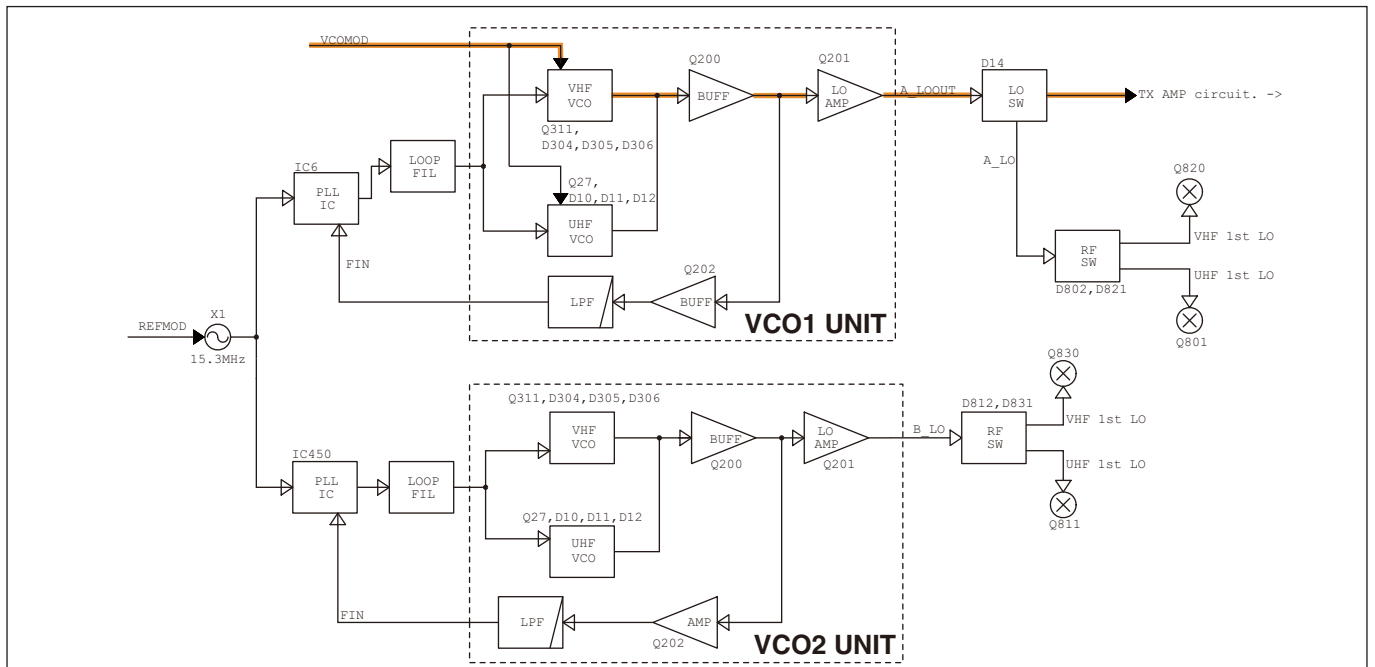 VCOMOD
Q200
Q201
D14
VHF
VCO
BUFF
LO
AMP
A_LOOUT
LO
SW
TX AMP circuit. ->
Q311,
D304,D305,D306
LOOP
FIL
IC6
PLL
IC
A_LO
Q27,
D10,D11,D12
UHF
VCO
Q820
VHF 1st LO
RF
SW
UHF 1st LO
D802,D821
FIN
Q202
LPF
BUFF
VCO1 UNIT
Q801
REFMOD
X1
15.3MHz
Q830
Q311,D304,D305,D306
D812,D831
VHF
VCO
BUFF
LO
AMP
B_LO
RF
SW
VHF 1st LO
Q200
Q201
UHF 1st LO
IC450
PLL
IC
LOOP
FIL
Q811
Q27,D10,D11,D12
UHF
VCO
FIN
LPF
AMP
Q202
VCO2 UNIT